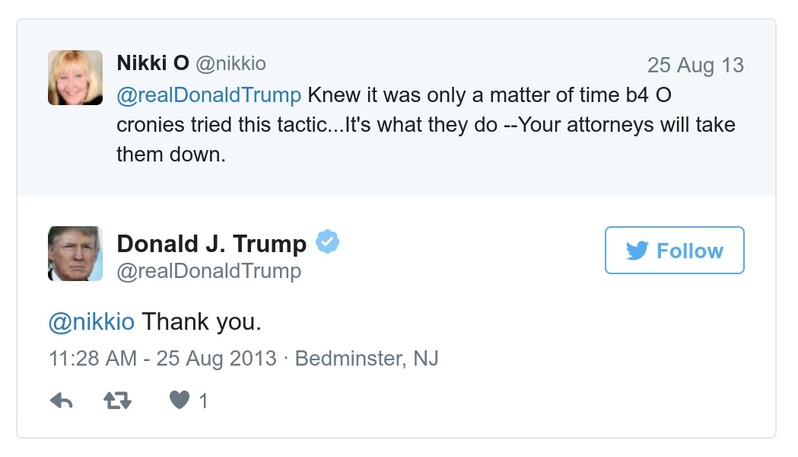 Nikki O @nikkio 25 Aug 13
@realDonaldTrump Knew it was only a matter of time b4 O
cronies tried this tactic...It's what they do --Your attorneys will take
them down.
Donald J. Trump
@realDonaldTrump
Follow
@nikkio Thank you.
11:28 AM - 25 Aug 2013 · Bedminster, NJ
1